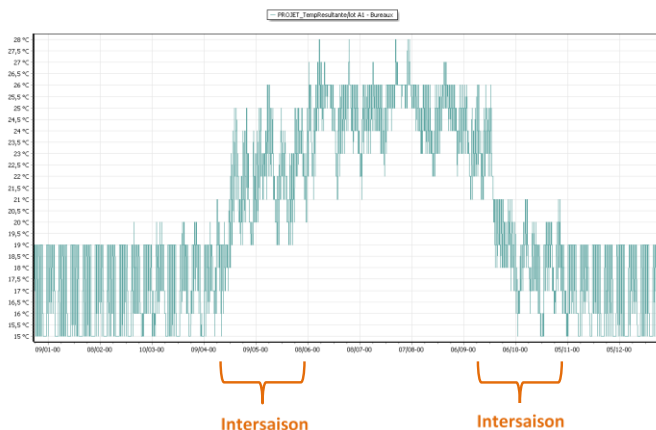 PROJET_TempResultante/lot A1 - Bureaux
28 °C
27,5 °C
27 °C
26,5 °C
26 °C
25,5 °C
25 °C
24,5 °C
24 °C
23,5 °C
23 °C
22,5 °C
22 °C
21,5 °C
21 °C
20,5 °C
20 °C
19,5 °C
19 °C
18,5 °C
18 °C
17,5 °C
17 °C
16,5 °C
16 °C
15,5 °C
15 °C
09/01-00 08/02-00 10/03-00 09/04-00 09/05-00 08/06-00 08/07-00 07/08-00 06/09-00 06/10-00 05/11-00 05/12-00
Intersaison Intersaison